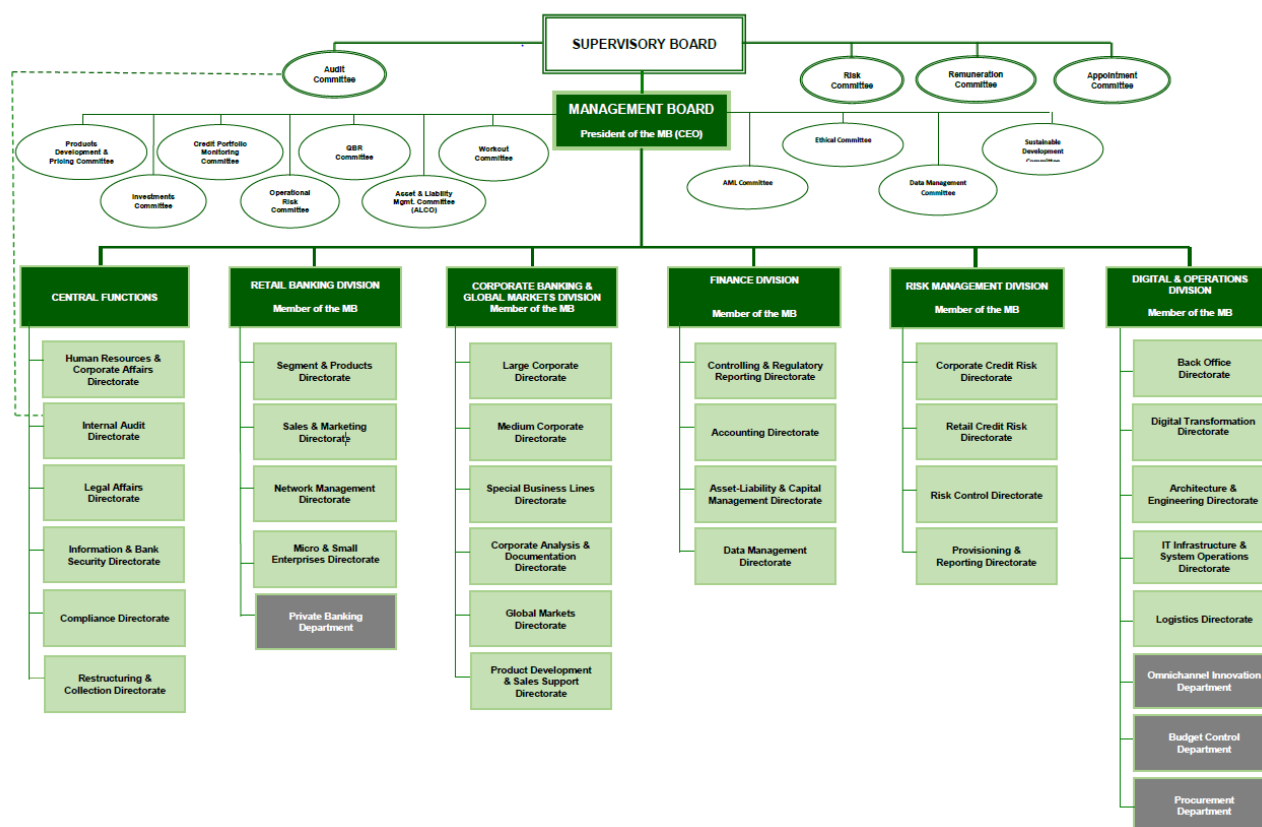 SUPERVISORY BOARD
Audit
Committee
Risk
Committee
Remuneration
Committee
Appointment
Committee
MANAGEMENT BOARD
President of the MB (CEO)
Products
Development &
Pricing Committee
Credit Portfolio
Monitoring
Committee
QBR
Committee
Workout
Committee
Investments
Committee
Operational
Risk
Committee
Asset & Liability
Mgmt. Committee
(ALCO)
Ethical Committee
Sustainable
Development
Committee
AML Committee
Data Management
Committee
CENTRAL FUNCTIONS
Human Resources &
Corporate Affairs
Directorate
Internal Audit
Directorate
Legal Affairs
Directorate
Information & Bank
Security Directorate
Compliance Directorate
Restructuring &
Collection Directorate
RETAIL BANKING DIVISION
Member of the MB
Segment & Products
Directorate
Sales & Marketing
Directorate
Network Management
Directorate
Micro & Small
Enterprises Directorate
Private Banking
Department
CORPORATE BANKING &
GLOBAL MARKETS DIVISION
Member of the MB
Large Corporate
Directorate
Medium Corporate
Directorate
Special Business Lines
Directorate
Corporate Analysis &
Documentation
Directorate
Global Markets
Directorate
Product Development
& Sales Support
Directorate
FINANCE DIVISION
Member of the MB
Controlling & Regulatory
Reporting Directorate
Accounting Directorate
Asset-Liability & Capital
Management Directorate
Data Management
Directorate
RISK MANAGEMENT DIVISION
Member of the MB
Corporate Credit Risk
Directorate
Retail Credit Risk
Directorate
Risk Control Directorate
Provisioning &
Reporting Directorate
DIGITAL & OPERATIONS
DIVISION
Member of the MB
Back Office
Directorate
Digital Transformation
Directorate
Architecture &
Engineering Directorate
IT Infrastructure &
System Operations
Directorate
Logistics Directorate
Omnichannel Innovation
Department
Budget Control
Department
Procurement
Department